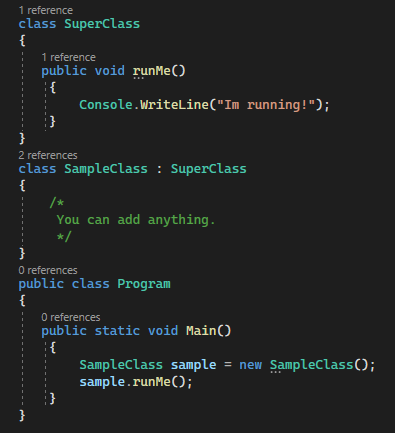 1 reference
class SuperClass
{
1 reference
public void runMe()
{
Console.WriteLine("Im running!");
}
}
2 references
class SampleClass : SuperClass
{
/*
You can add anything.
*/
}
0 references
public class Program
{
0 references
public static void Main()
{
SampleClass sample = new SampleClass();
sample.runMe();
}
}